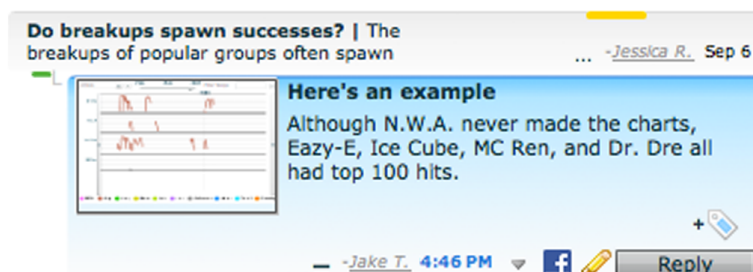 Do breakups spawn successes? | The
breakups of popular groups often spawn
... -Jessica R. Sep 6
Here's an example
Although N.W.A. never made the charts,
Eazy-E, Ice Cube, MC Ren, and Dr. Dre all
had top 100 hits.
+
-Jake T. 4:46 PM f Reply